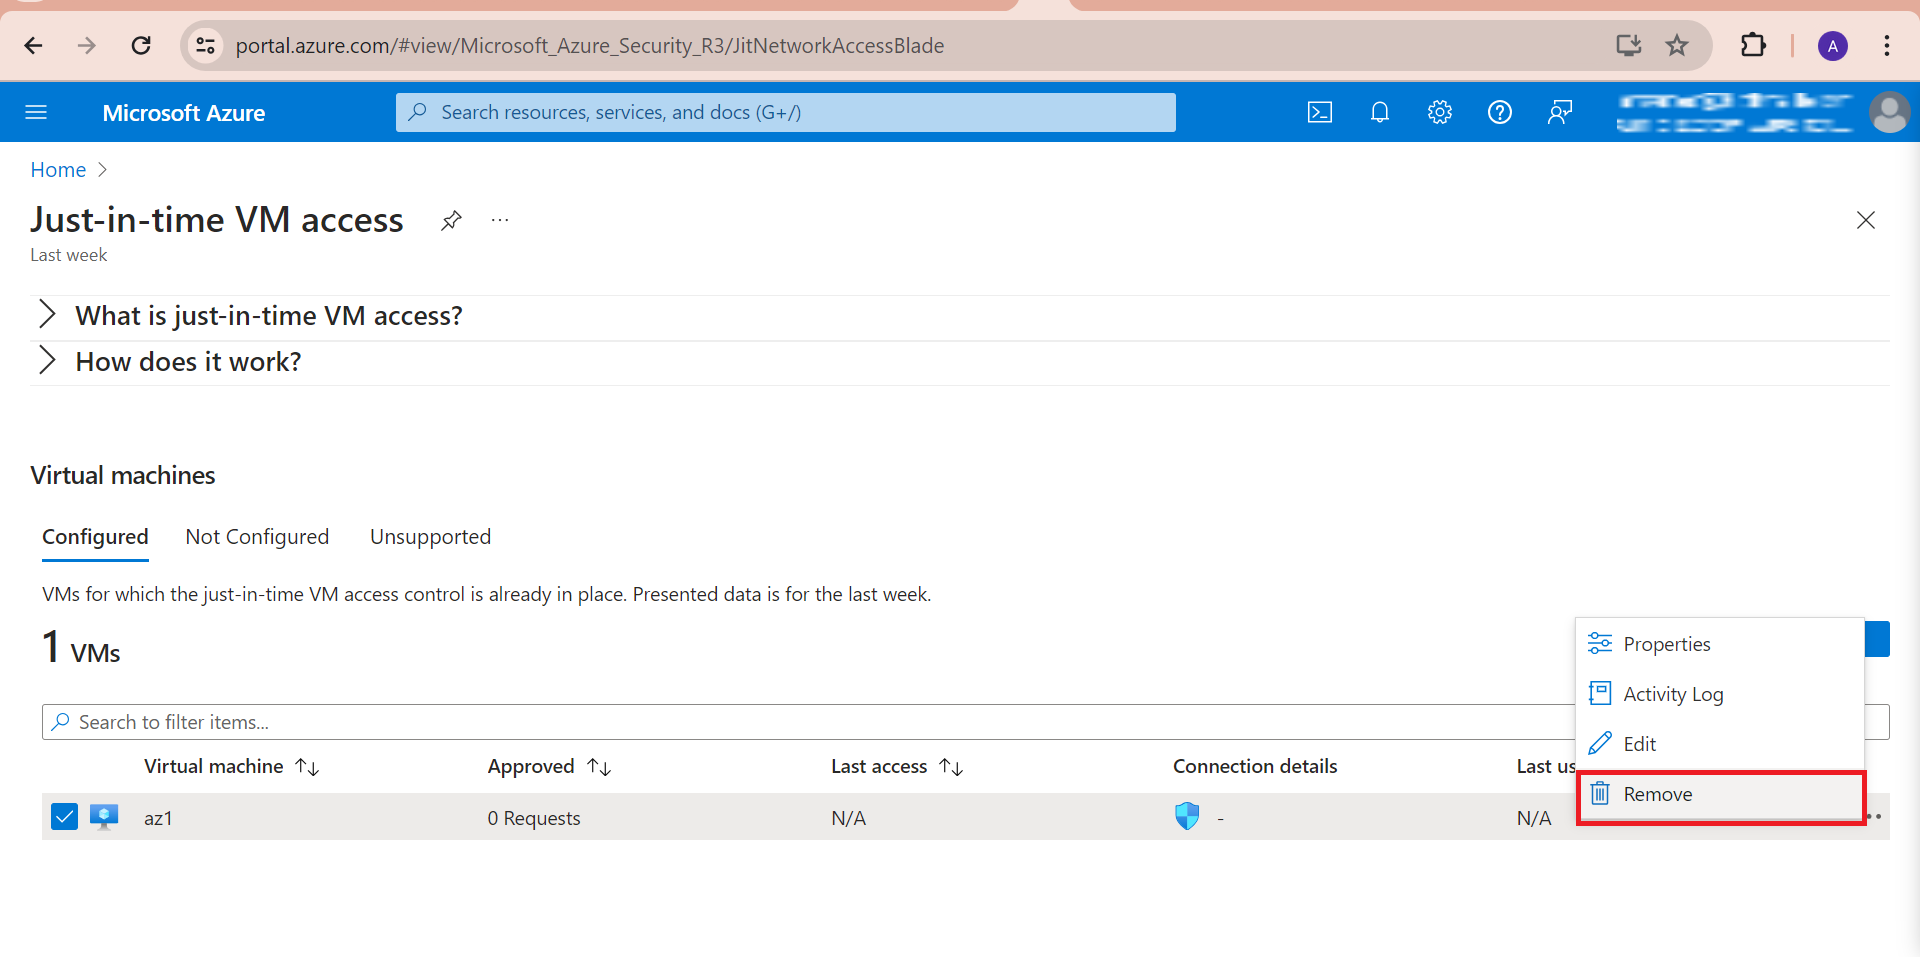 portal.azure.com/#view/Microsoft_Azure_Security_R3/JitNetworkAccessBlade
A
Microsoft Azure
Search resources, services, and docs (G+/)
Home
Just-in-time VM access
Last week
What is just-in-time VM access?
How does it work?
Virtual machines
Configured Not Configured Unsupported
VMs for which the just-in-time VM access control is already in place. Presented data is for the last week.
1 VMs
Search to filter items...
Virtual machine Approved Last access Connection details Last us
az1 0 Requests N/A - N/A
Properties
Activity Log
Edit
Remove